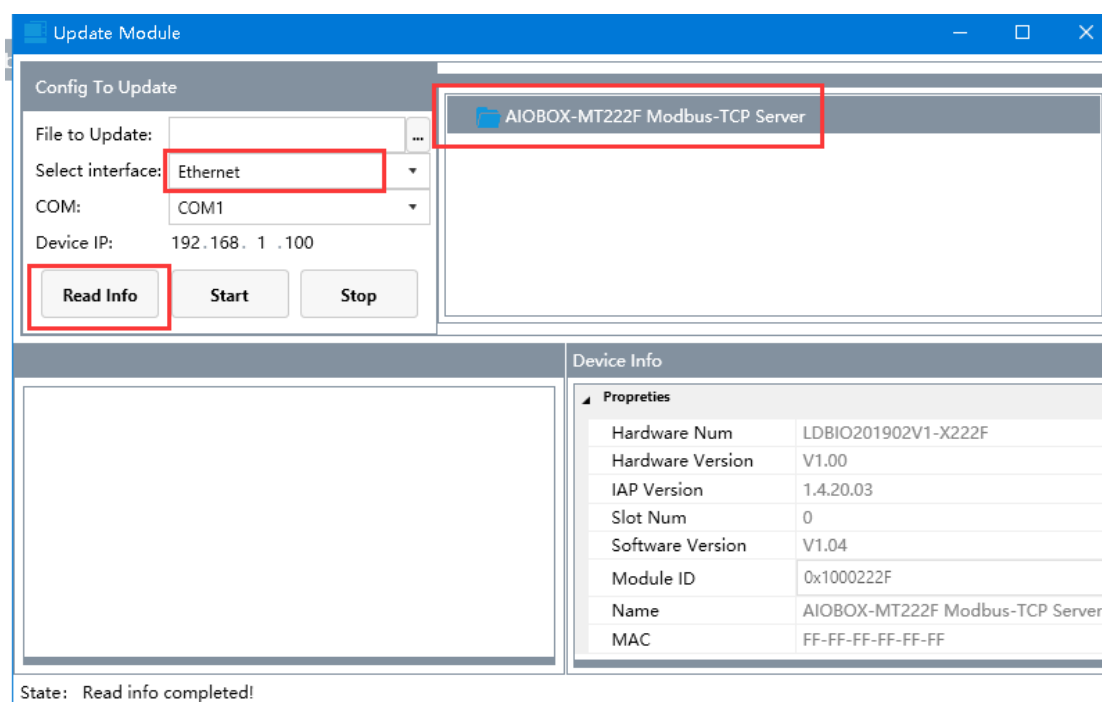 Update Module
Config To Update
File to Update:
...
Select interface: Ethernet
COM: COM1
Device IP: 192.168. 1 .100
Read Info Start Stop
AIOBOX-MT222F Modbus-TCP Server
Device Info
Propreties
Hardware Num LDBIO201902V1-X222F
Hardware Version V1.00
IAP Version 1.4.20.03
Slot Num 0
Software Version V1.04
Module ID 0x1000222F
Name AIOBOX-MT222F Modbus-TCP Server
MAC FF-FF-FF-FF-FF-FF
State: Read info completed!